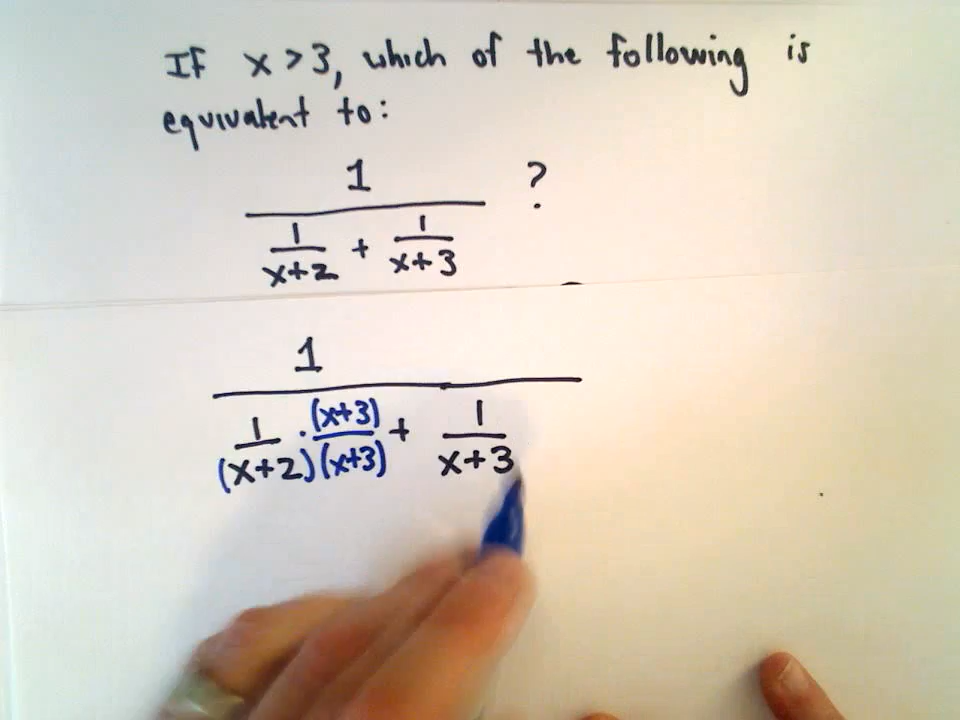 If x > 3, which of the following is
equivalent to:
1
?
1/x+2 + 1/x+3
1
1/(x+2) · (x+3)/(x+3) + 1/x+3